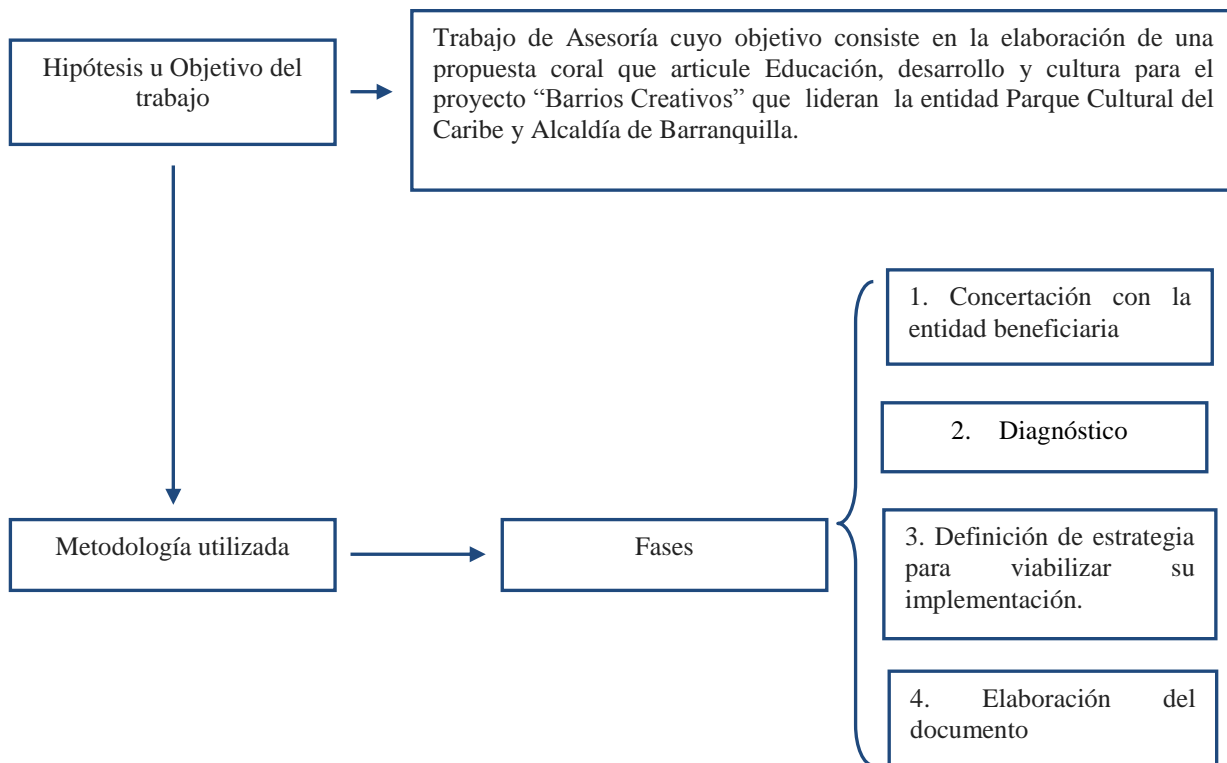 Hipótesis u Objetivo del
trabajo
Trabajo de Asesoría cuyo objetivo consiste en la elaboración de una
propuesta coral que articule Educación, desarrollo y cultura para el
proyecto “Barrios Creativos” que lideran la entidad Parque Cultural del
Caribe y Alcaldía de Barranquilla.
Metodología utilizada
Fases
1. Concertación con la
entidad beneficiaria
2. Diagnóstico
3. Definición de estrategia
para viabilizar su
implementación.
4. Elaboración del
documento